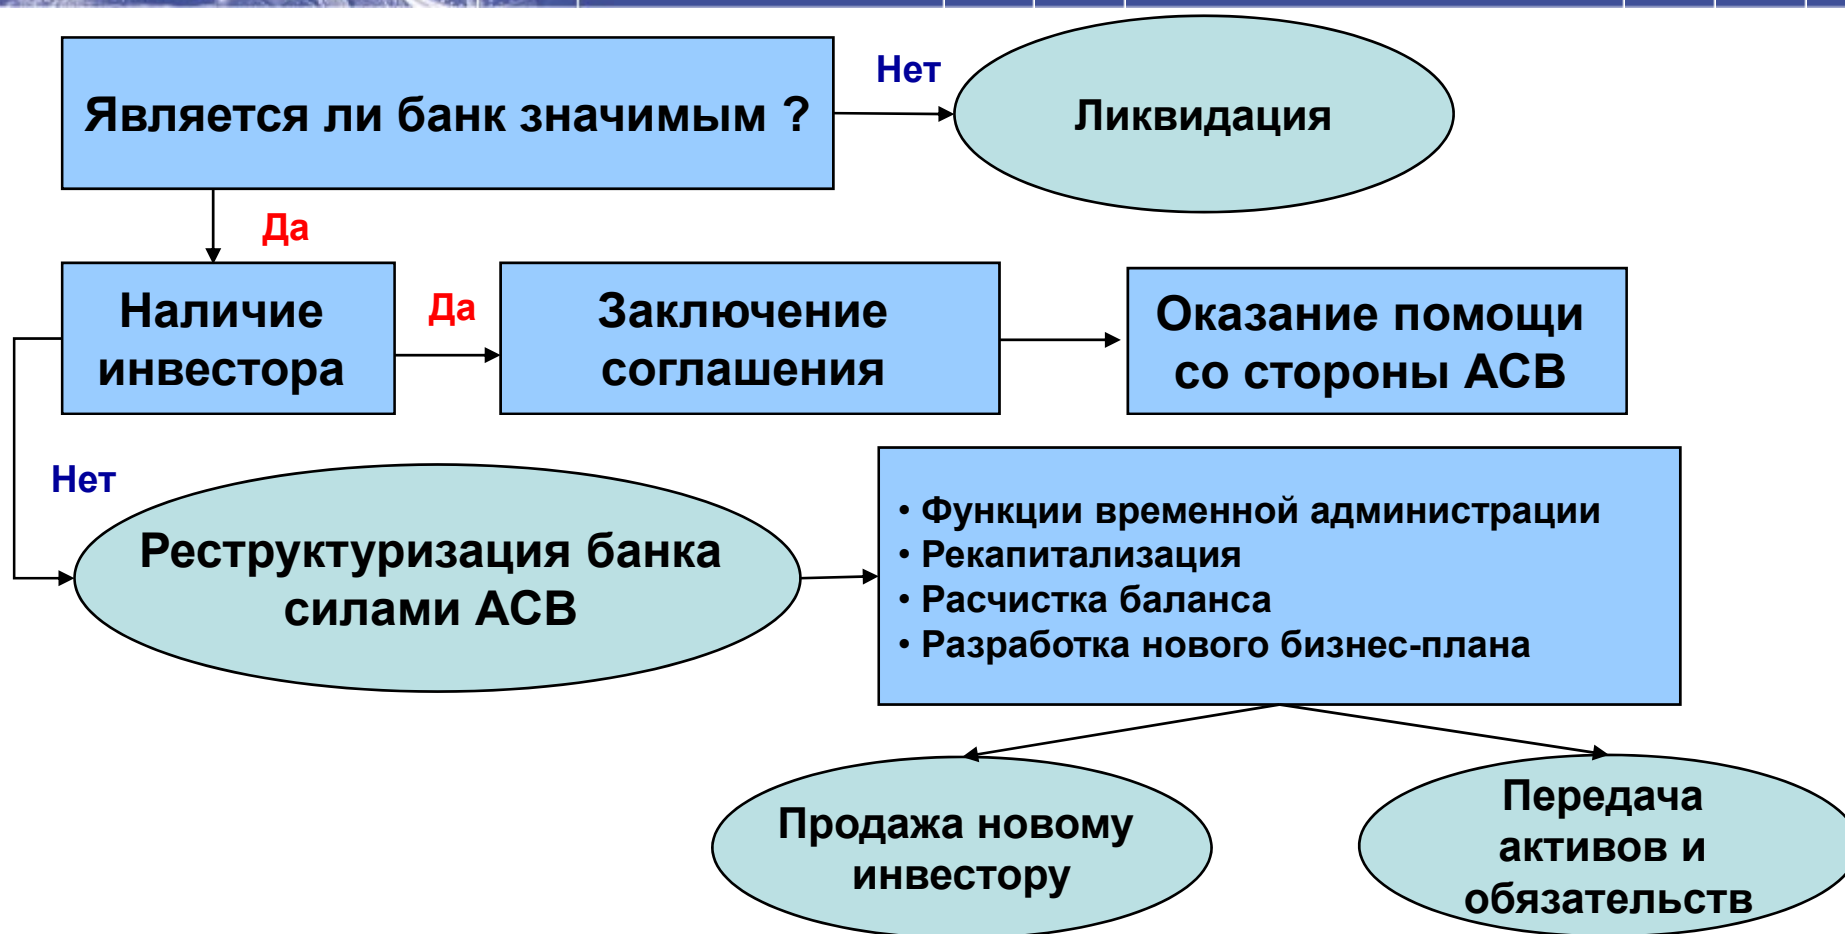 Является ли банк значимым ?
Нет
Ликвидация
Да
Наличие
инвестора
Да
Заключение
соглашения
Оказание помощи
со стороны АСВ
Нет
Реструктуризация банка
силами АСВ
• Функции временной администрации
• Рекапитализация
• Расчистка баланса
• Разработка нового бизнес-плана
Продажа новому
инвестору
Передача
активов и
обязательств